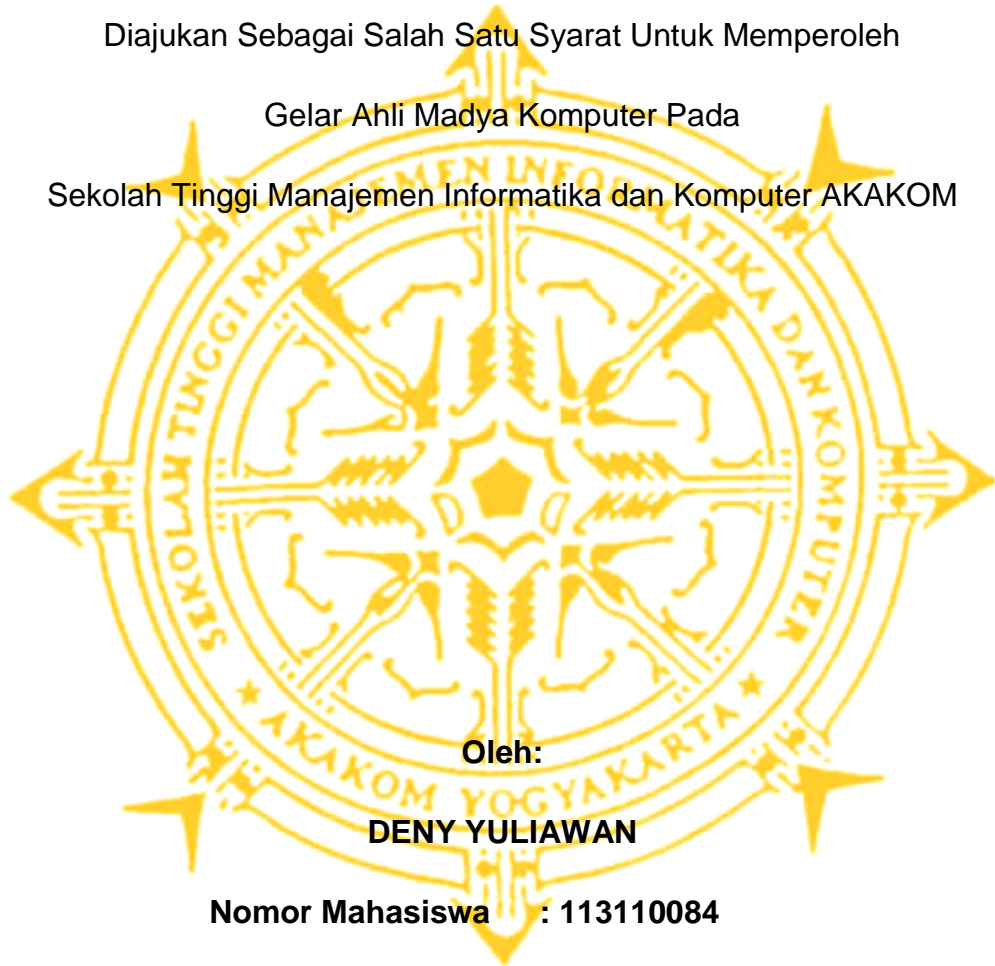 Diajukan Sebagai Salah Satu Syarat Untuk Memperoleh
Gelar Ahli Madya Komputer Pada
Sekolah Tinggi Manajemen Informatika dan Komputer AKAKOM
SEKOLAH TINGGI MANAJEMEN INFORMATIKA DAN KOMPUTER
★ AKAKOM YOGYAKARTA ★
Oleh:
DENY YULIAWAN
Nomor Mahasiswa : 113110084